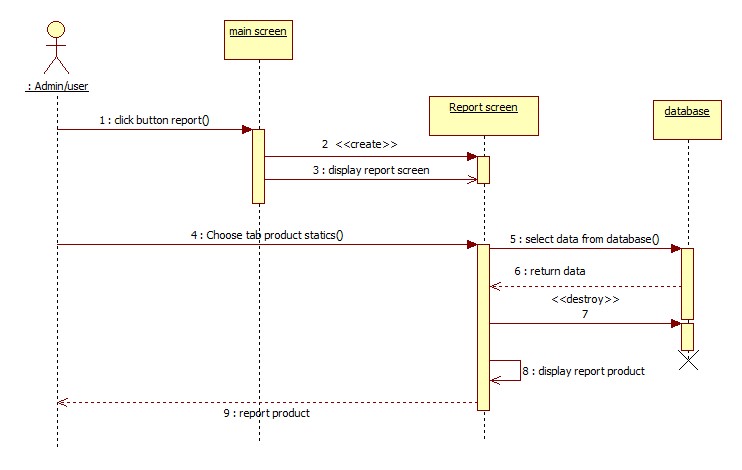 main screen
: Admin/user
Report screen
database
1 : click button report()
2 <<create>>
3 : display report screen
4 : Choose tab product statics()
5 : select data from database()
6 : return data
<<destroy>>
7
8 : display report product
9 : report product